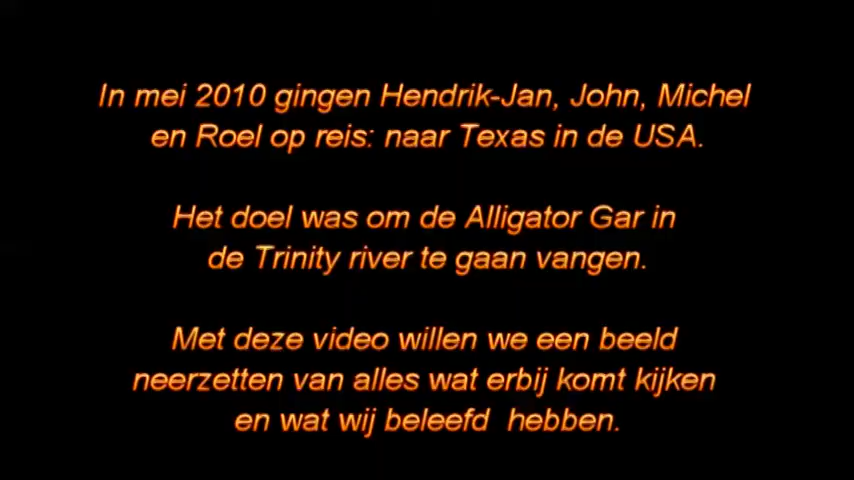 In mei 2010 gingen Hendrik-Jan, John, Michel
en Roel op reis: naar Texas in de USA.
Het doel was om de Alligator Gar in
de Trinity river te gaan vangen.
Met deze video willen we een beeld
neerzetten van alles wat erbij komt kijken
en wat wij beleefd  hebben.